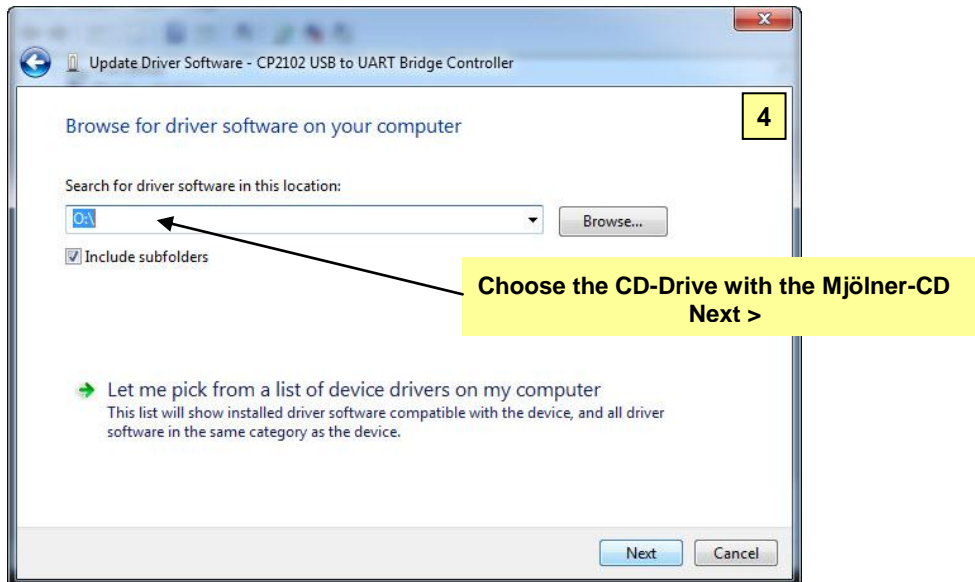 Update Driver Software - CP2102 USB to UART Bridge Controller
4
Browse for driver software on your computer
Search for driver software in this location:
O:\
Browse...
Include subfolders
Choose the CD-Drive with the Mjölner-CD
Next >
Let me pick from a list of device drivers on my computer
This list will show installed driver software compatible with the device, and all driver
software in the same category as the device.
Next
Cancel